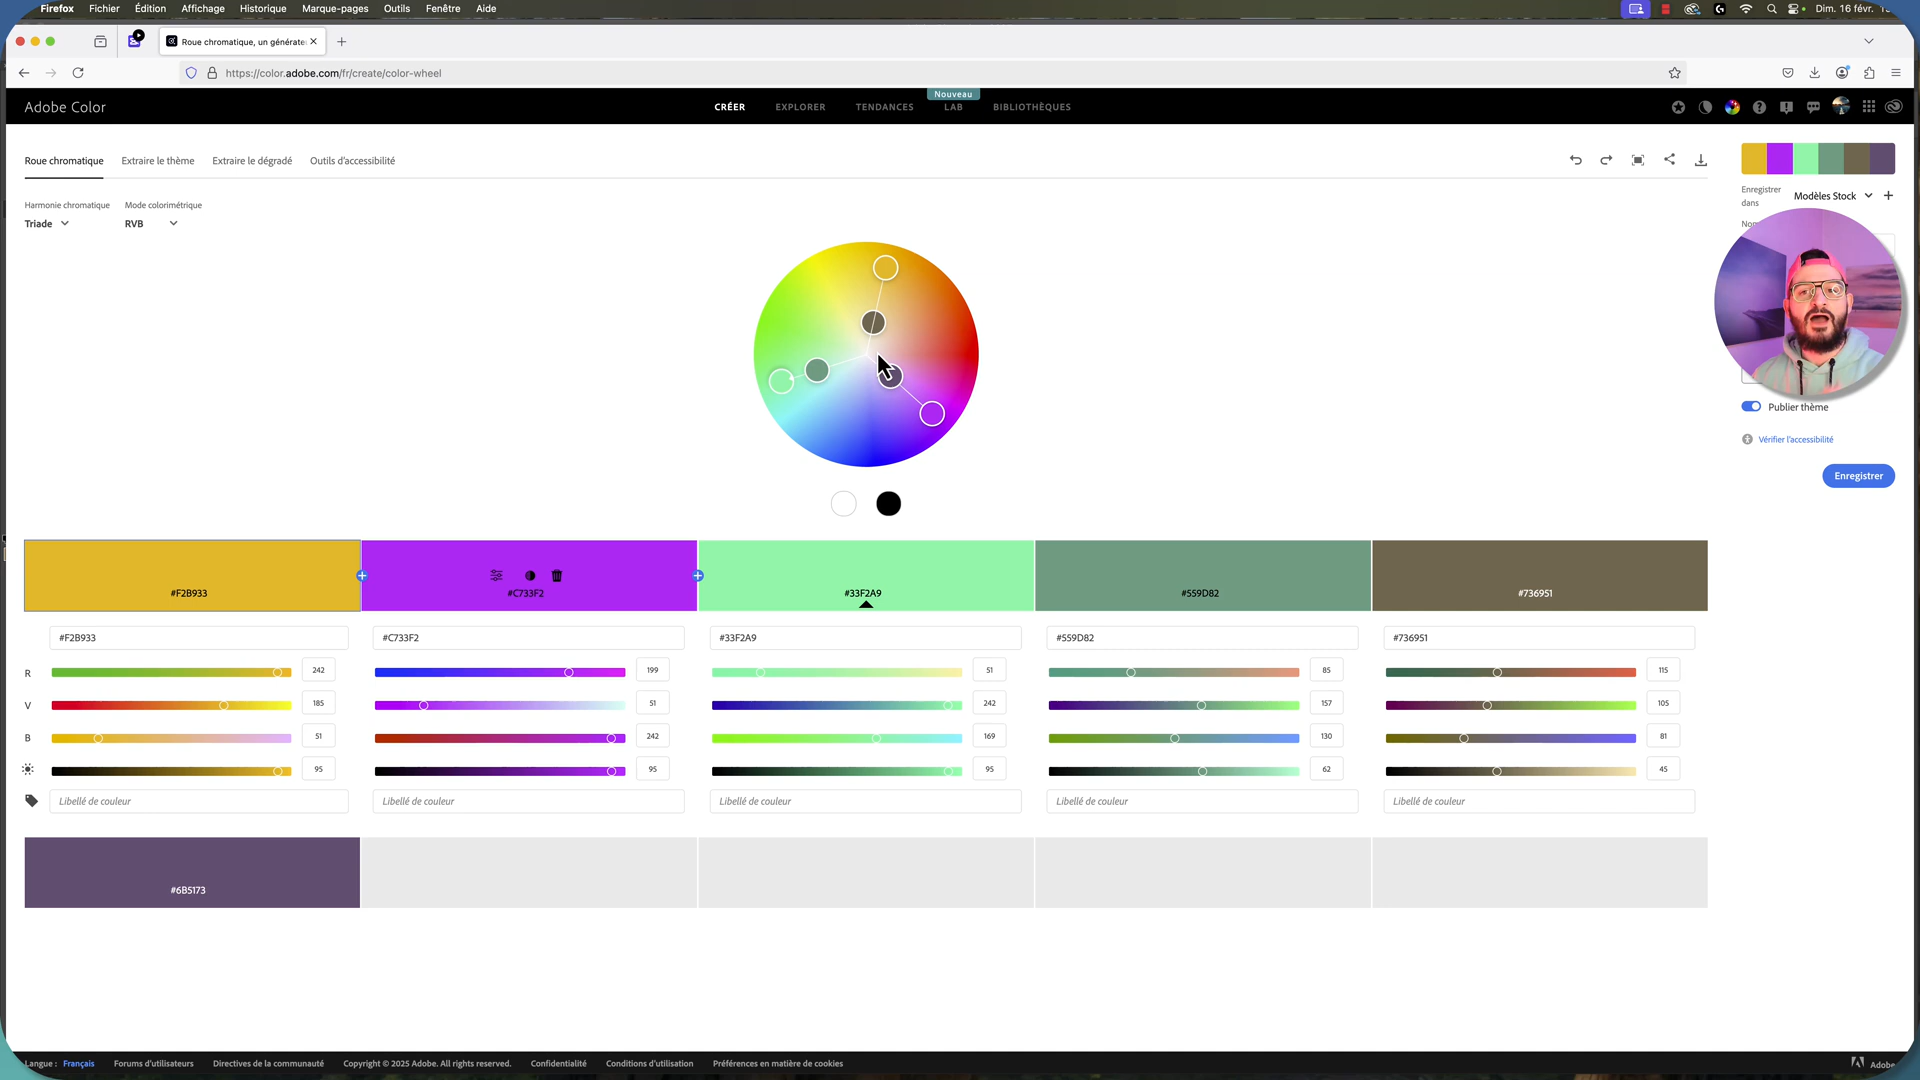 Firefox Fichier Édition Affichage Historique Marque-pages Outils Fenêtre Aide
Dim. 16 févr.
Roue chromatique, un générate
https://color.adobe.com/fr/create/color-wheel
Nouveau
Adobe Color
CRÉER EXPLORER TENDANCES LAB BIBLIOTHÈQUES
Roue chromatique Extraire le thème Extraire le dégradé Outils d'accessibilité
Enregistrer dans
Modèles Stock
Harmonie chromatique Mode colorimétrique
Triade RVB
Publier thème
Vérifier l'accessibilité
Enregistrer
#F2B933 #C733F2 #33F2A9 #559D82 #736951
#F2B933 #C733F2 #33F2A9 #559D82 #736951
R 242 199 51 85 115
V 185 51 242 157 105
B 51 242 169 130 81
95 95 95 62 45
Libellé de couleur Libellé de couleur Libellé de couleur Libellé de couleur Libellé de couleur
#6B5173
Langue : Français Forums d'utilisateurs Directives de la communauté Copyright © 2025 Adobe. All rights reserved. Confidentialité Conditions d'utilisation Préférences en matière de cookies Adobe